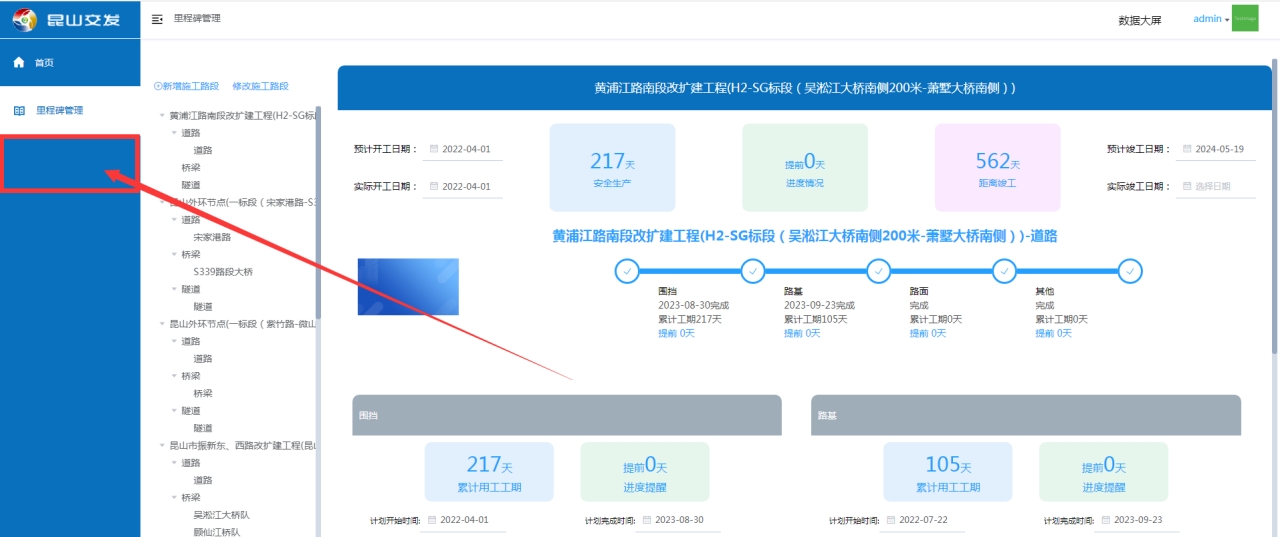 昆山交发
里程碑管理
数据大屏
admin
首页
里程碑管理
新增施工路段
修改施工路段
黄浦江路南段改扩建工程(H2-SG标段
道路
道路
桥梁
隧道
昆山外环节点(一标段（宋家港路-S3
道路
宋家港路
桥梁
S339路段大桥
隧道
隧道
昆山外环节点(一标段（紫竹路-微山
道路
道路
桥梁
桥梁
隧道
隧道
昆山市振新东、西路改扩建工程(昆山
道路
道路
桥梁
吴淞江大桥队
顾仙江桥队
黄浦江路南段改扩建工程(H2-SG标段（吴淞江大桥南侧200米-萧墅大桥南侧）)
预计开工日期： 2022-04-01
实际开工日期： 2022-04-01
217天
安全生产
提前0天
进度情况
562天
距离竣工
预计竣工日期： 2024-05-19
实际竣工日期： 选择日期
黄浦江路南段改扩建工程(H2-SG标段（吴淞江大桥南侧200米-萧墅大桥南侧）)-道路
围挡
2023-08-30完成
累计工期217天
提前 0天
路基
2023-09-23完成
累计工期105天
提前 0天
路面
完成
累计工期0天
提前 0天
其他
完成
累计工期0天
提前 0天
围挡
217天
累计用工工期
提前0天
进度提醒
计划开始时间: 2022-04-01
计划完成时间: 2023-08-30
路基
105天
累计用工工期
提前0天
进度提醒
计划开始时间: 2022-07-22
计划完成时间: 2023-09-23